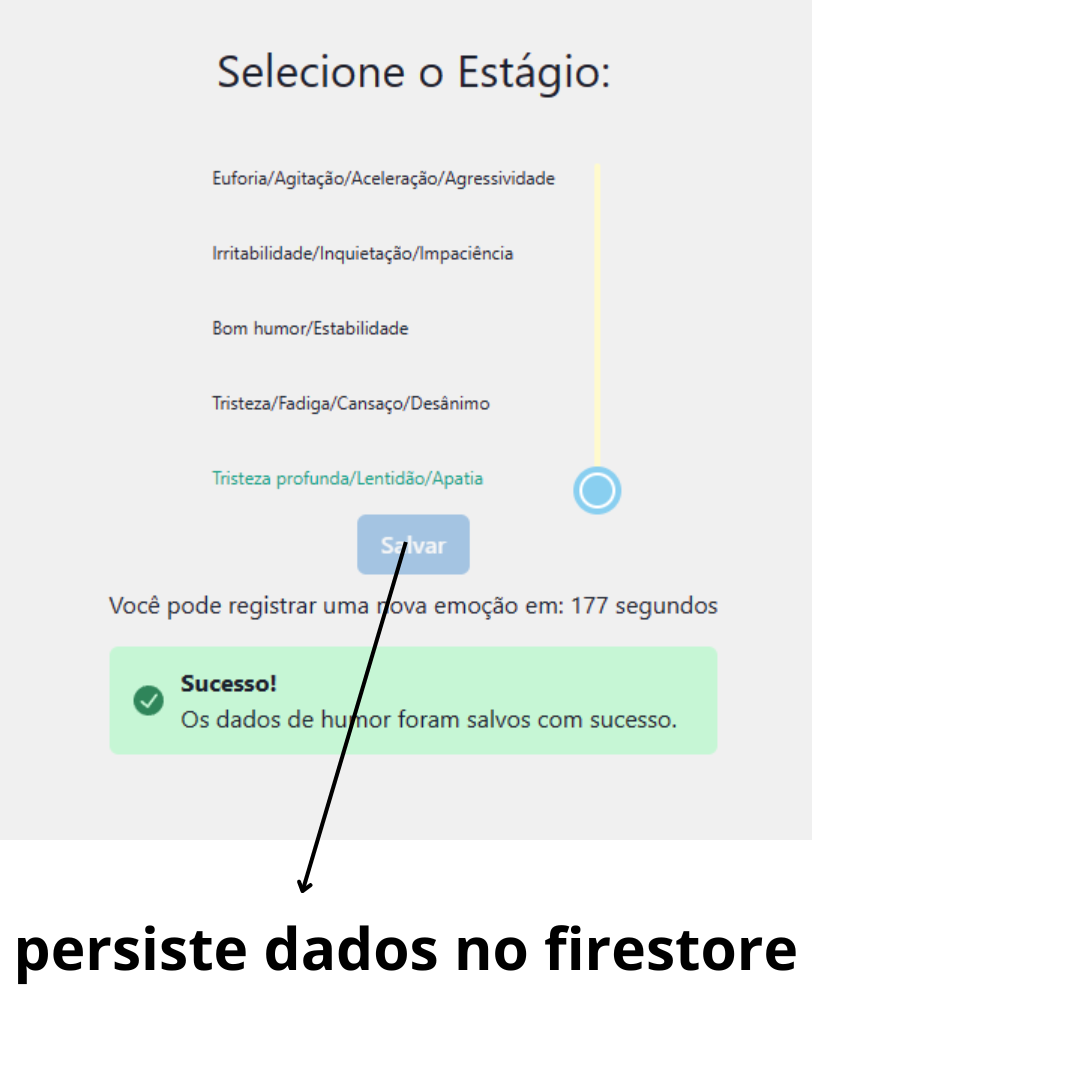 Selecione o Estágio:
Euforia/Agitação/Aceleração/Agressividade
Irritabilidade/Inquietação/Impaciência
Bom humor/Estabilidade
Tristeza/Fadiga/Cansaço/Desânimo
Tristeza profunda/Lentidão/Apatia
Salvar
Você pode registrar uma nova emoção em: 177 segundos
Sucesso!
Os dados de humor foram salvos com sucesso.
persiste dados no firestore